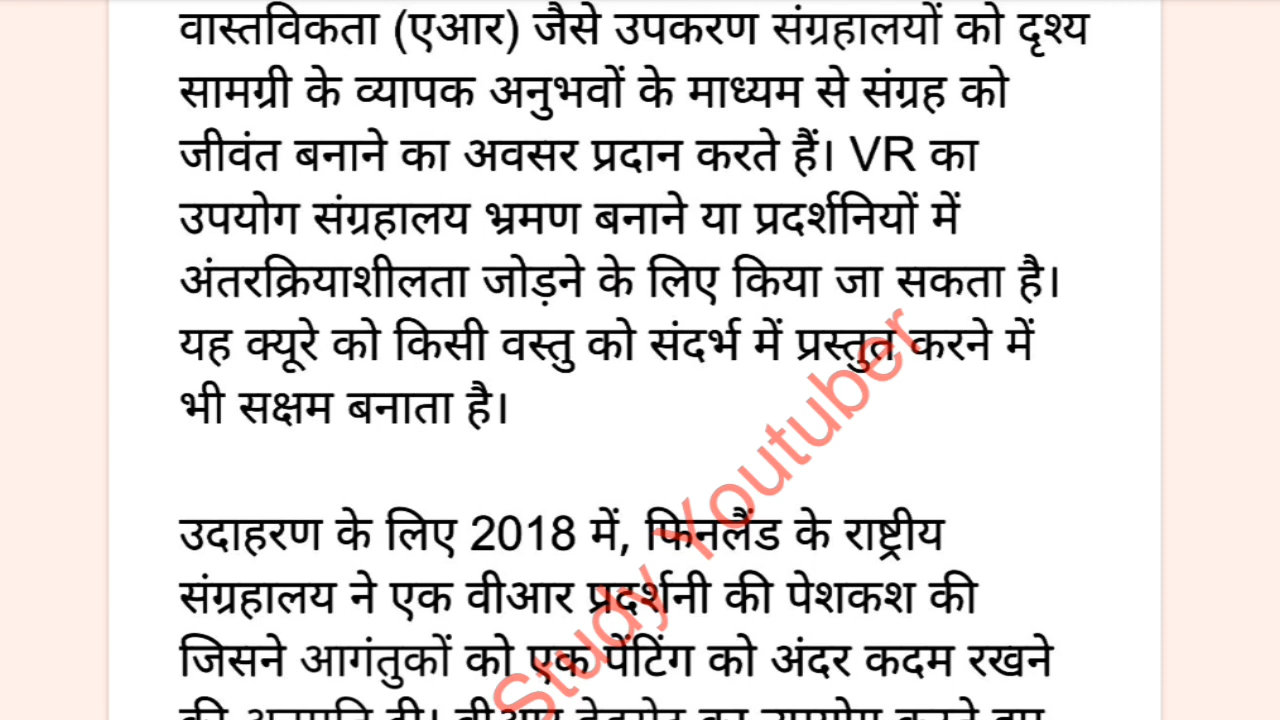 वास्तविकता (एआर) जैसे उपकरण संग्रहालयों को दृश्य
सामग्री के व्यापक अनुभवों के माध्यम से संग्रह को
जीवंत बनाने का अवसर प्रदान करते हैं। VR का
उपयोग संग्रहालय भ्रमण बनाने या प्रदर्शनियों में
अंतरक्रियाशीलता जोड़ने के लिए किया जा सकता है।
यह क्यूरे को किसी वस्तु को संदर्भ में प्रस्तुत करने में
भी सक्षम बनाता है।
उदाहरण के लिए 2018 में, फिनलैंड के राष्ट्रीय
संग्रहालय ने एक वीआर प्रदर्शनी की पेशकश की
जिसने आगंतुकों को एक पेंटिंग को अंदर कदम रखने
Study Youtuber